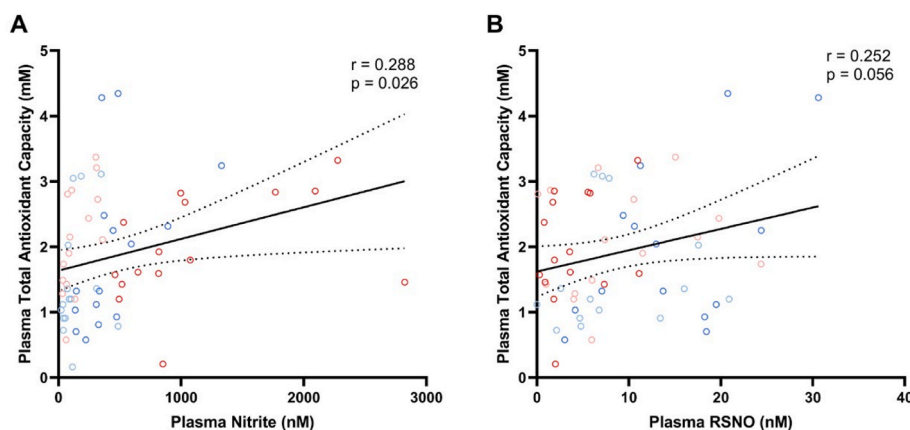 A
B
r = 0.288
p = 0.026
r = 0.252
p = 0.056
Plasma Total Antioxidant Capacity (mM)
5
4
3
2
1
0
0
1000
2000
3000
Plasma Nitrite (nM)
Plasma Total Antioxidant Capacity (mM)
5
4
3
2
1
0
0
10
20
30
40
Plasma RSNO (nM)